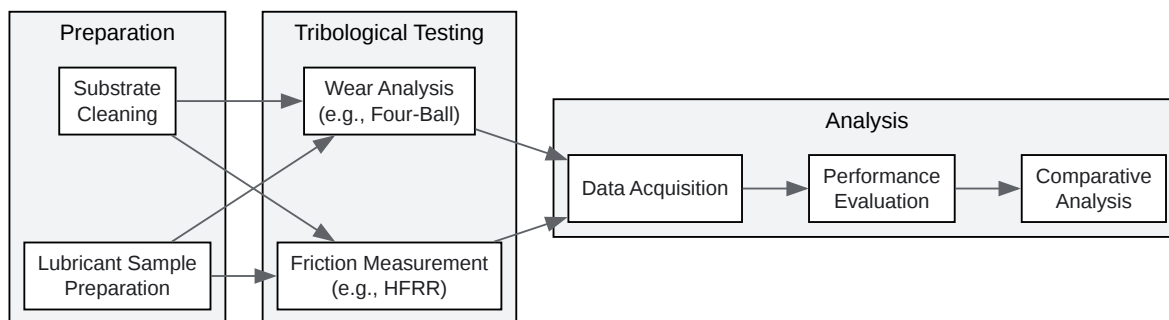 Preparation
Substrate
Cleaning
Lubricant Sample
Preparation
Tribological Testing
Wear Analysis
(e.g., Four-Ball)
Friction Measurement
(e.g., HFRR)
Analysis
Data Acquisition
Performance
Evaluation
Comparative
Analysis